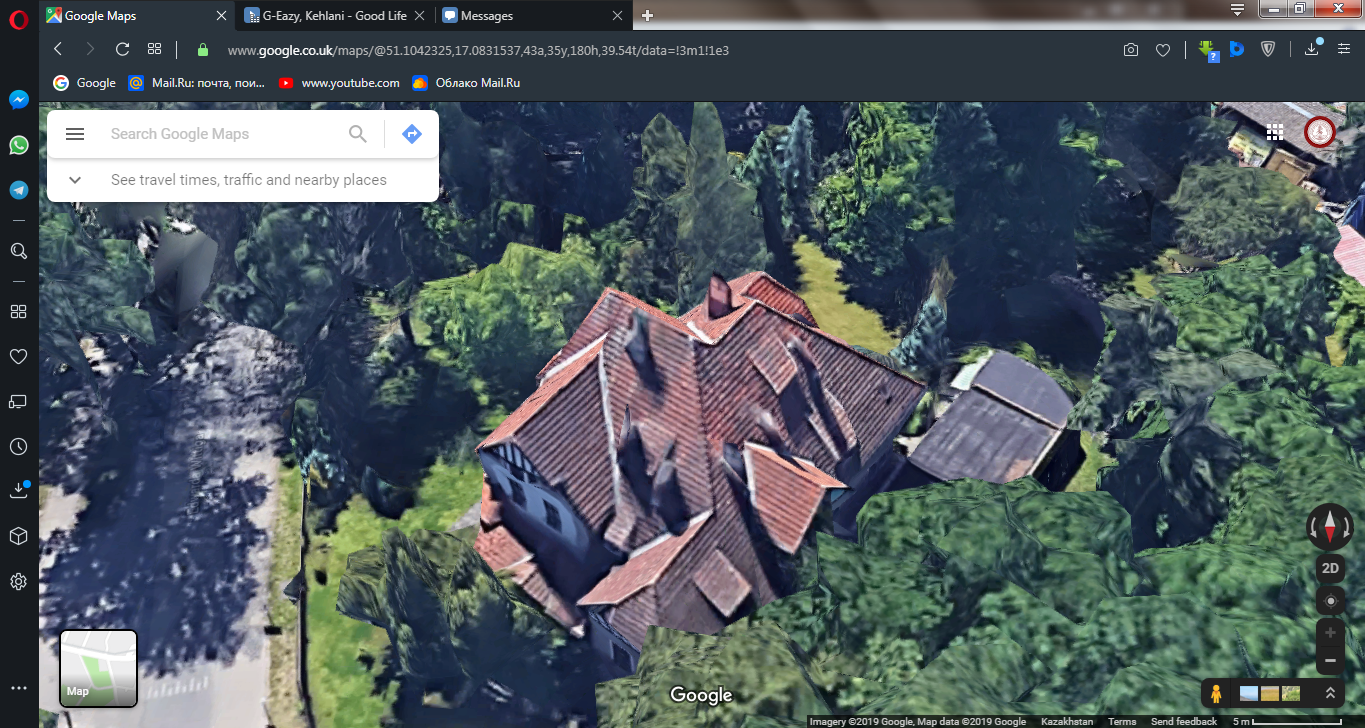 Google Maps
G-Eazy, Kehlani - Good Life
Messages
www.google.co.uk/maps/@51.1042325,17.0831537,43a,35y,180h,39.54t/data=!3m1!1e3
Google
Mail.Ru: почта, пои...
www.youtube.com
Облако Mail.Ru
Search Google Maps
See travel times, traffic and nearby places
2D
Map
Google
Imagery ©2019 Google, Map data ©2019 Google Kazakhstan Terms Send feedback 5 m